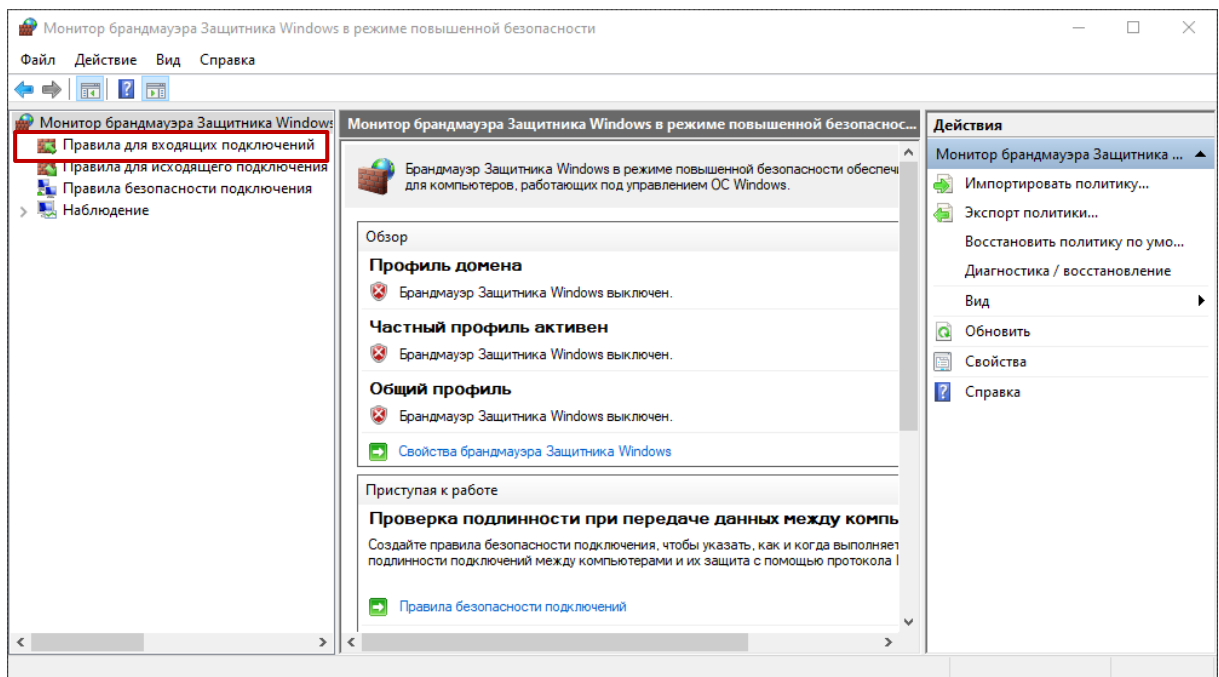 Монитор брандмауэра Защитника Windows в режиме повышенной безопасности
Файл Действие Вид Справка
Монитор брандмауэра Защитника Windows
Правила для входящих подключений
Правила для исходящего подключения
Правила безопасности подключения
Наблюдение
Монитор брандмауэра Защитника Windows в режиме повышенной безопаснос...
Брандмауэр Защитника Windows в режиме повышенной безопасности обеспечи
для компьютеров, работающих под управлением ОС Windows.
Обзор
Профиль домена
Брандмауэр Защитника Windows выключен.
Частный профиль активен
Брандмауэр Защитника Windows выключен.
Общий профиль
Брандмауэр Защитника Windows выключен.
Свойства брандмауэра Защитника Windows
Приступая к работе
Проверка подлинности при передаче данных между компь
Создайте правила безопасности подключения, чтобы указать, как и когда выполняет
подлинности подключений между компьютерами и их защита с помощью протокола I
Правила безопасности подключений
Действия
Монитор брандмауэра Защитника ...
Импортировать политику...
Экспорт политики...
Восстановить политику по умо...
Диагностика / восстановление
Вид
Обновить
Свойства
Справка